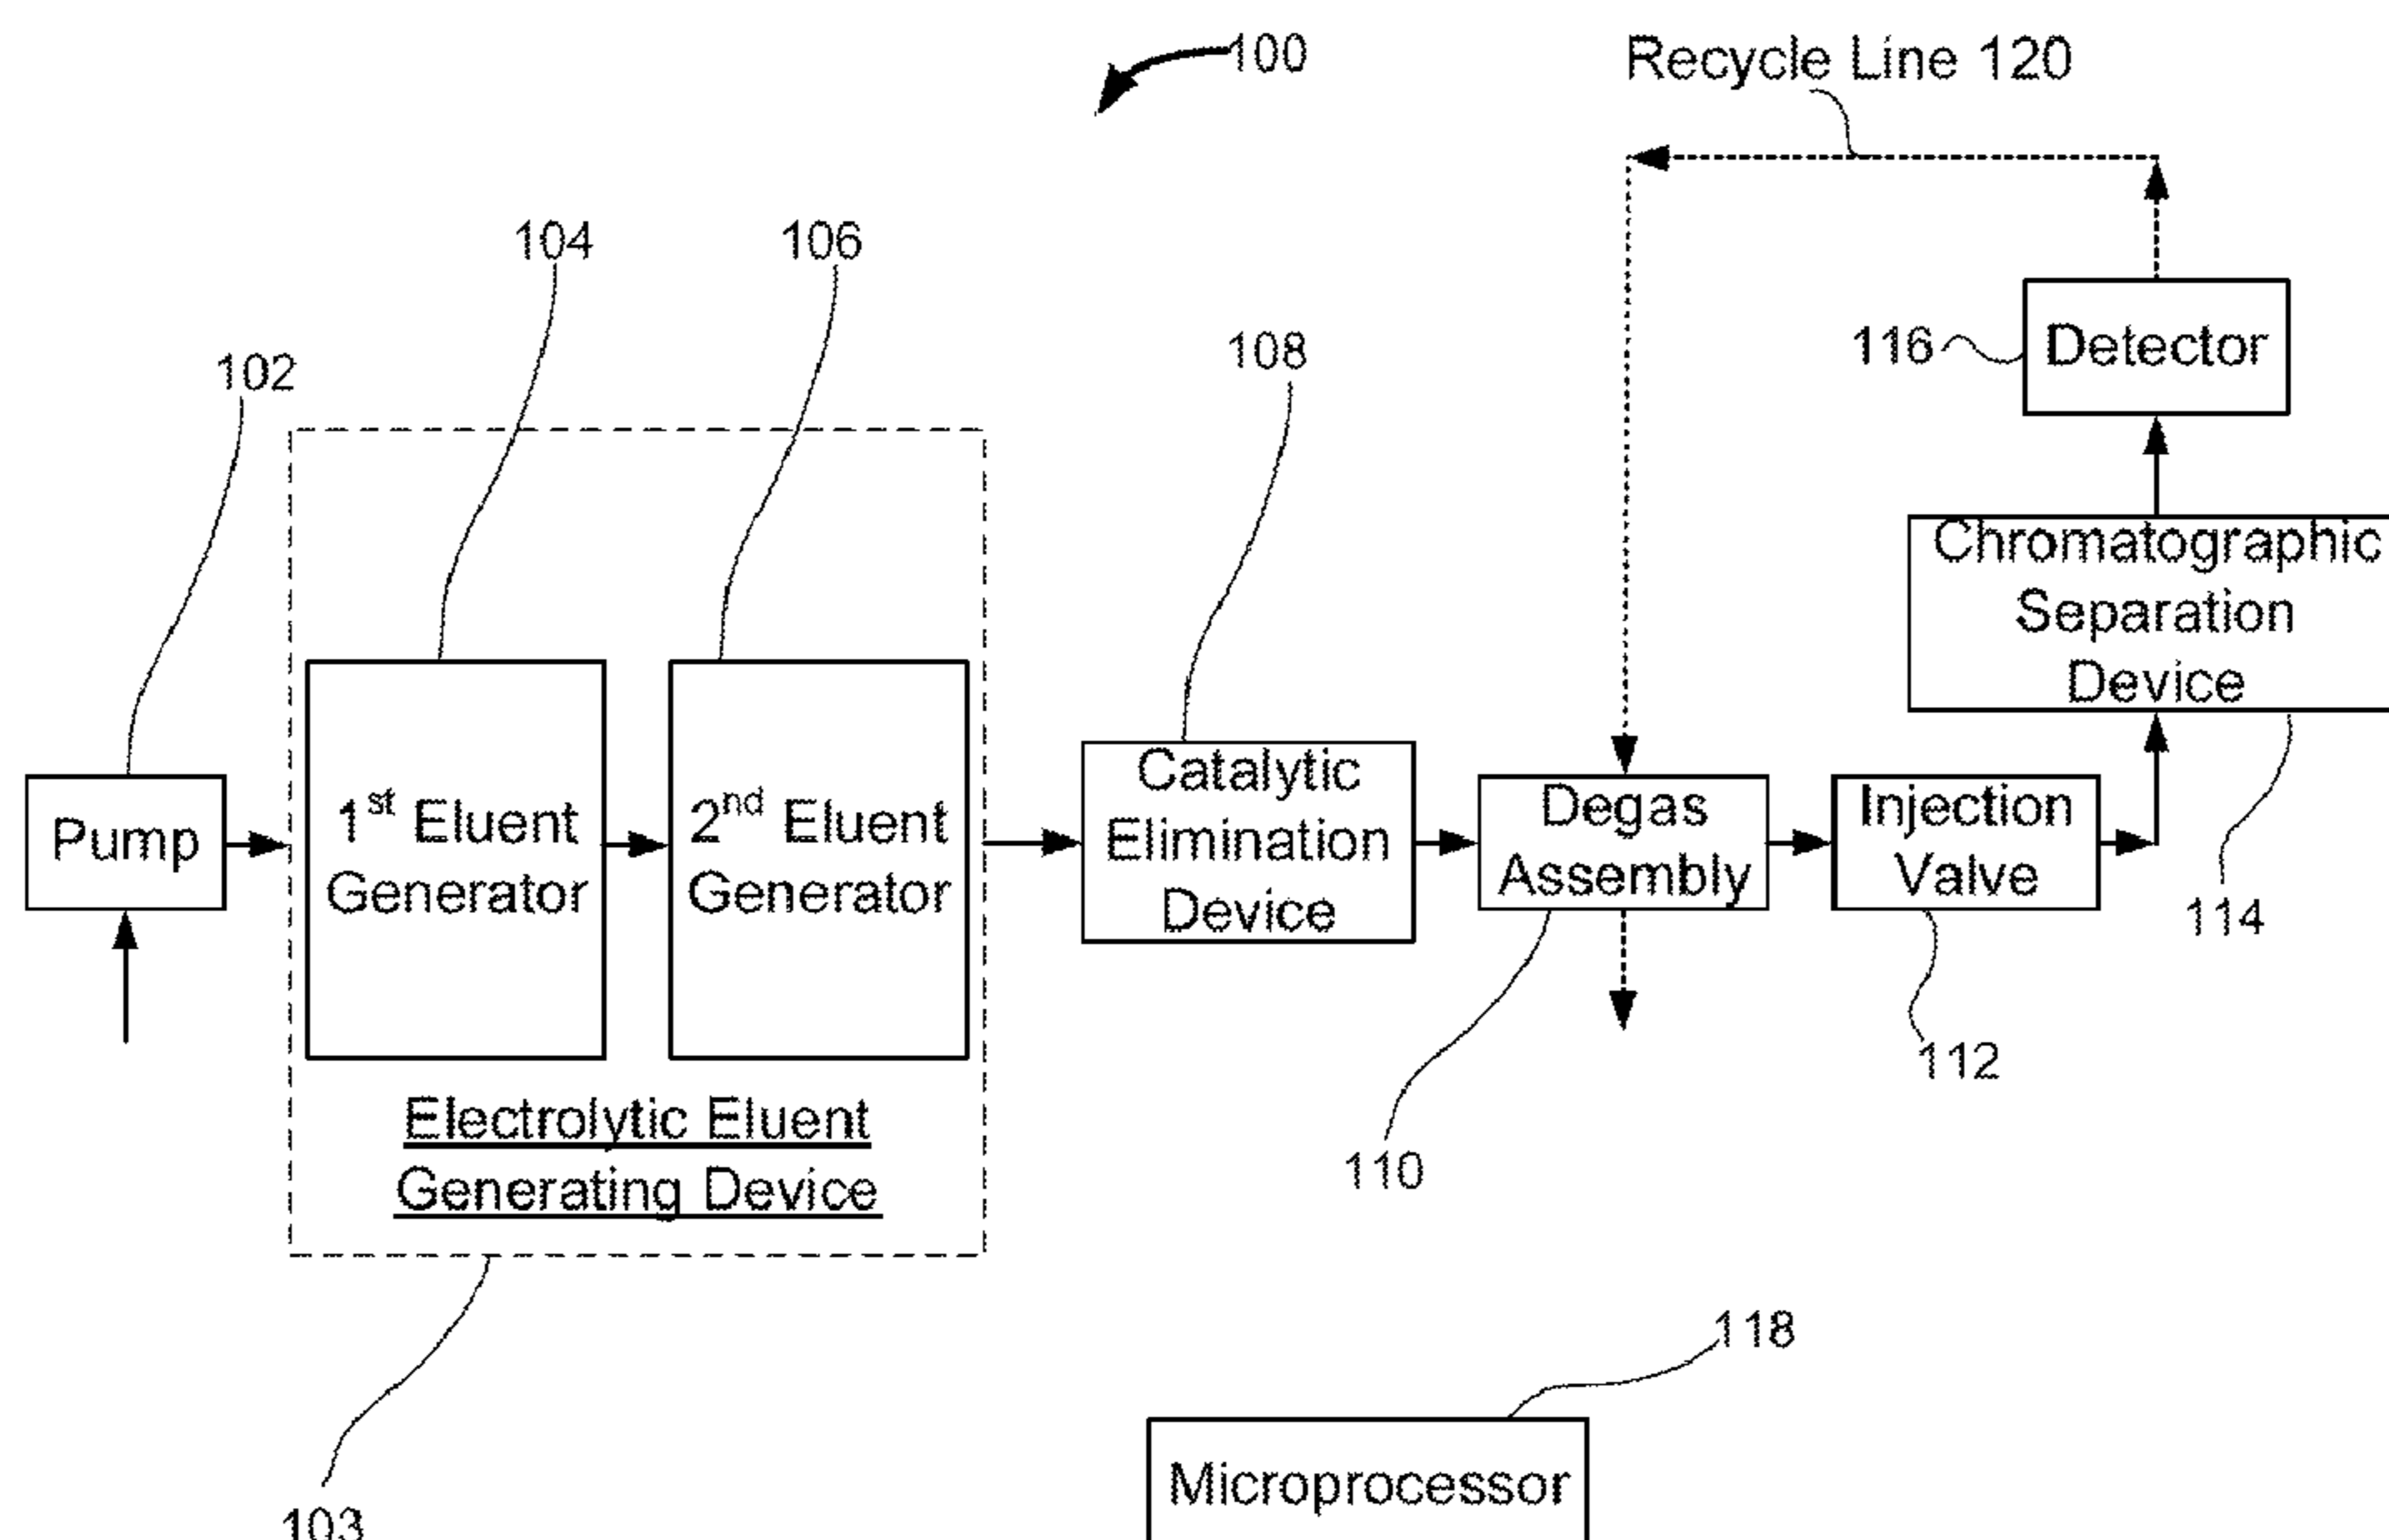 100
Recycle Line 120
104
106
102
108
116
Detector
Chromatographic
Separation
Device
Pump
1st Eluent
Generator
2nd Eluent
Generator
Catalytic
Elimination
Device
Degas
Assembly
Injection
Valve
114
112
110
Electrolytic Eluent
Generating Device
118
Microprocessor
103